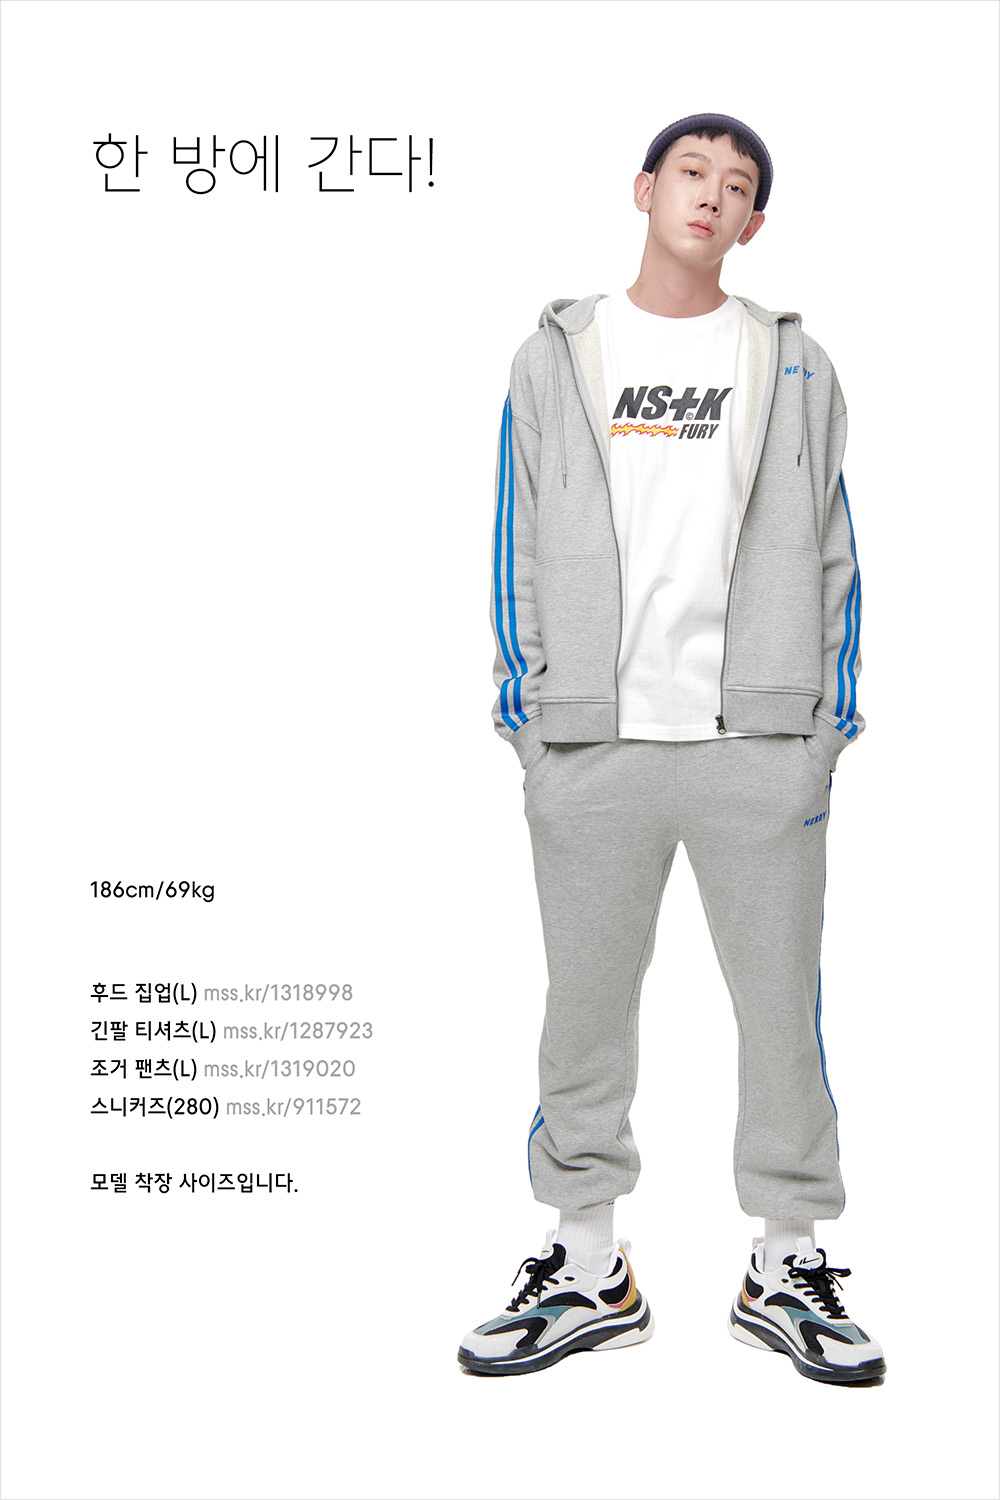 한 방에 간다!
NERDY
NS+K
©
FURY
NERDY
186cm/69kg
후드 집업(L) mss.kr/1318998
긴팔 티셔츠(L) mss.kr/1287923
조거 팬츠(L) mss.kr/1319020
스니커즈(280) mss.kr/911572
모델 착장 사이즈입니다.